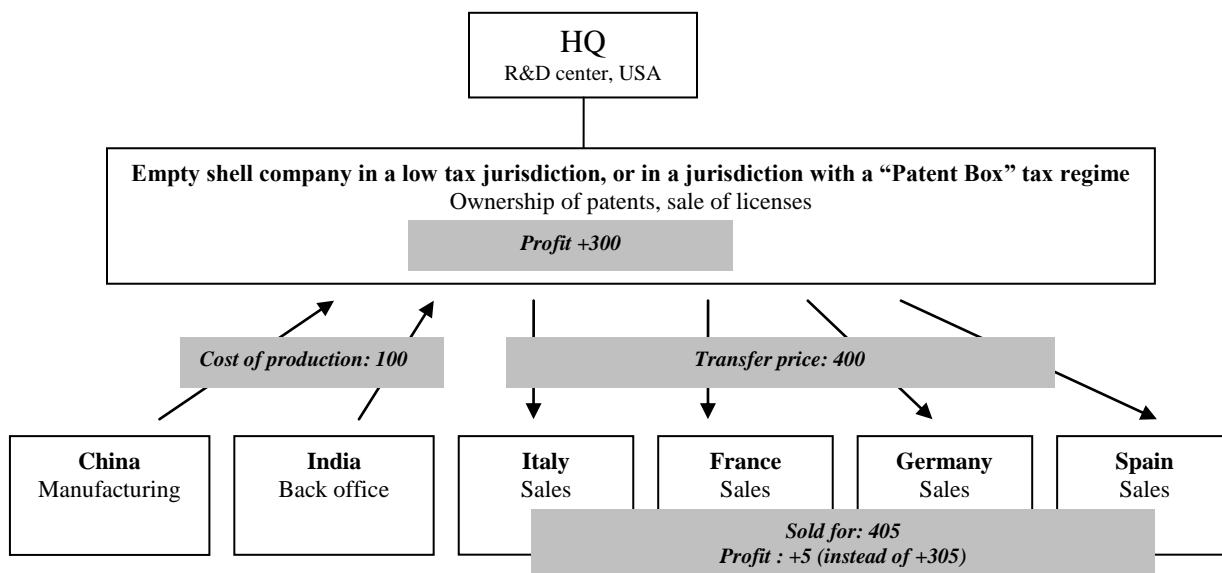 HQ
R&D center, USA
Empty shell company in a low tax jurisdiction, or in a jurisdiction with a “Patent Box” tax regime
Ownership of patents, sale of licenses
Profit +300
Cost of production: 100
Transfer price: 400
China
Manufacturing
India
Back office
Italy
Sales
France
Sales
Germany
Sales
Spain
Sales
Sold for: 405
Profit : +5 (instead of +305)